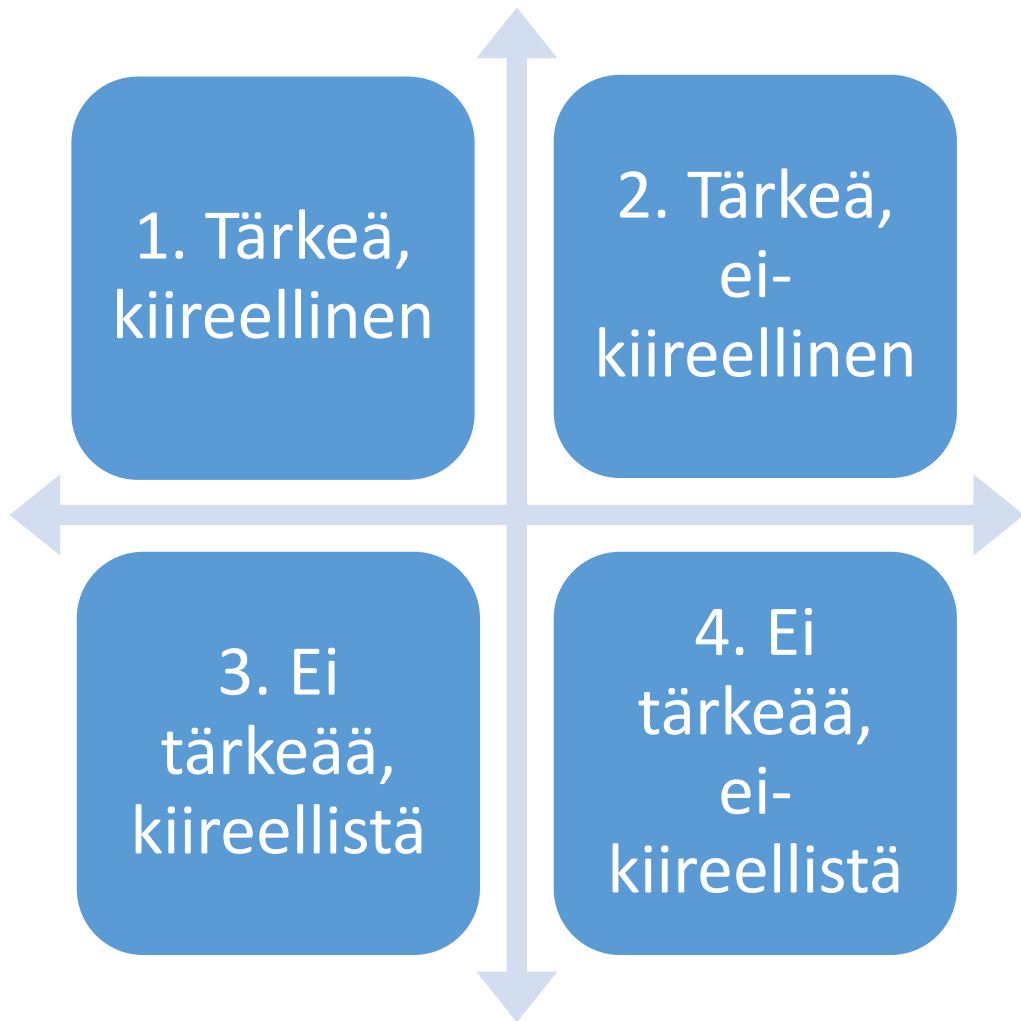 1. Tärkeä,
kiireellinen
2. Tärkeä,
ei-
kiireellinen
3. Ei
tärkeää,
kiireellistä
4. Ei
tärkeää,
ei-
kiireellistä